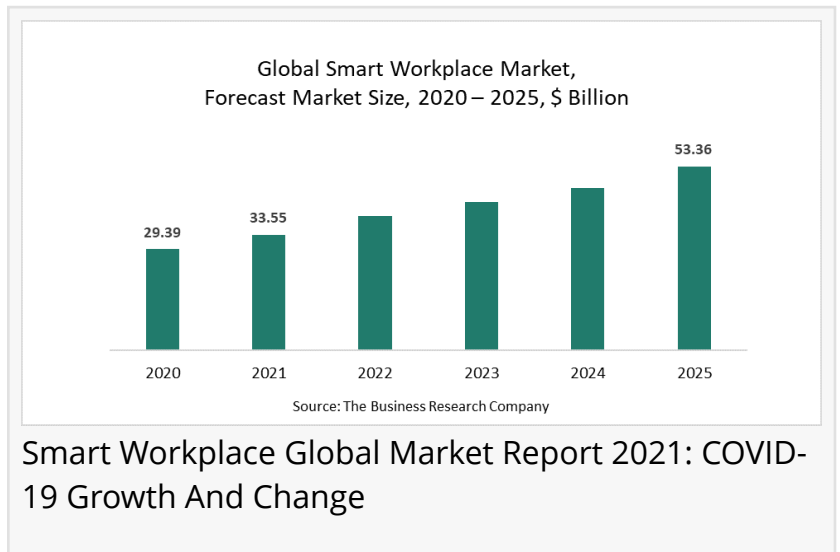 Global Smart Workplace Market,
Forecast Market Size, 2020 – 2025, $ Billion
53.36
33.55
29.39
2020 2021 2022 2023 2024 2025
Source: The Business Research Company
Smart Workplace Global Market Report 2021: COVID-
19 Growth And Change